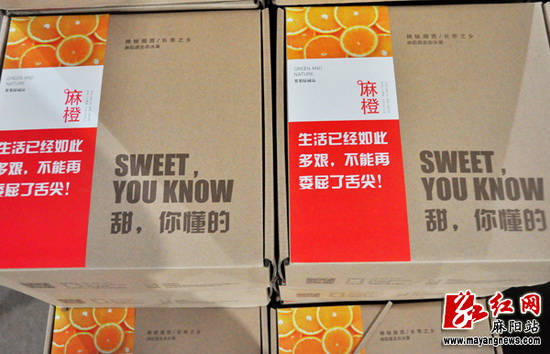 GREEN AND
NATURE
麻橙
生活已经如此
多艰，不能再
委屈了舌尖！
SWEET,
YOU KNOW
甜，你懂的
GREEN AND
NATURE
麻橙
生活已经如此
多艰，不能再
委屈了舌尖！
SWEET,
YOU KNOW
甜，你懂的
红网
麻阳站
www.mayangnews.com